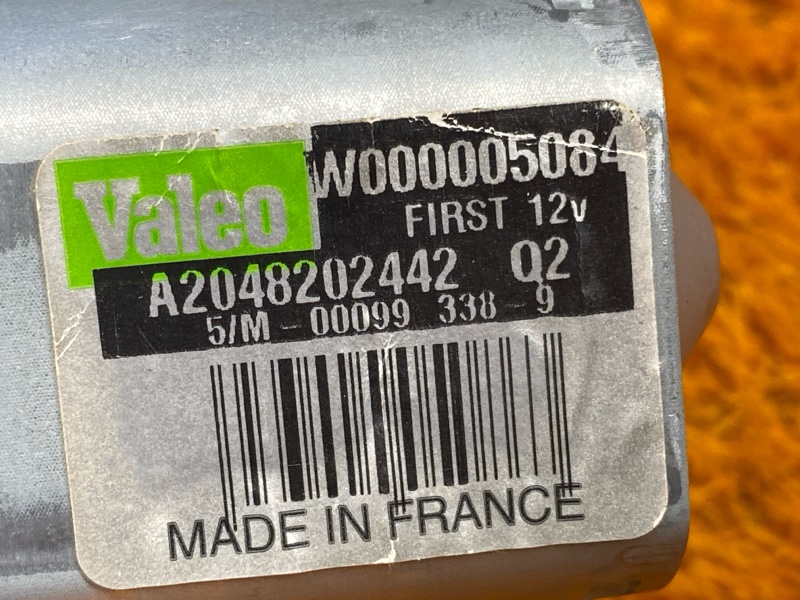 Valeo
W000005084
FIRST 12v
A2048202442 Q2
5/M - 00099 338 - 9
MADE IN FRANCE